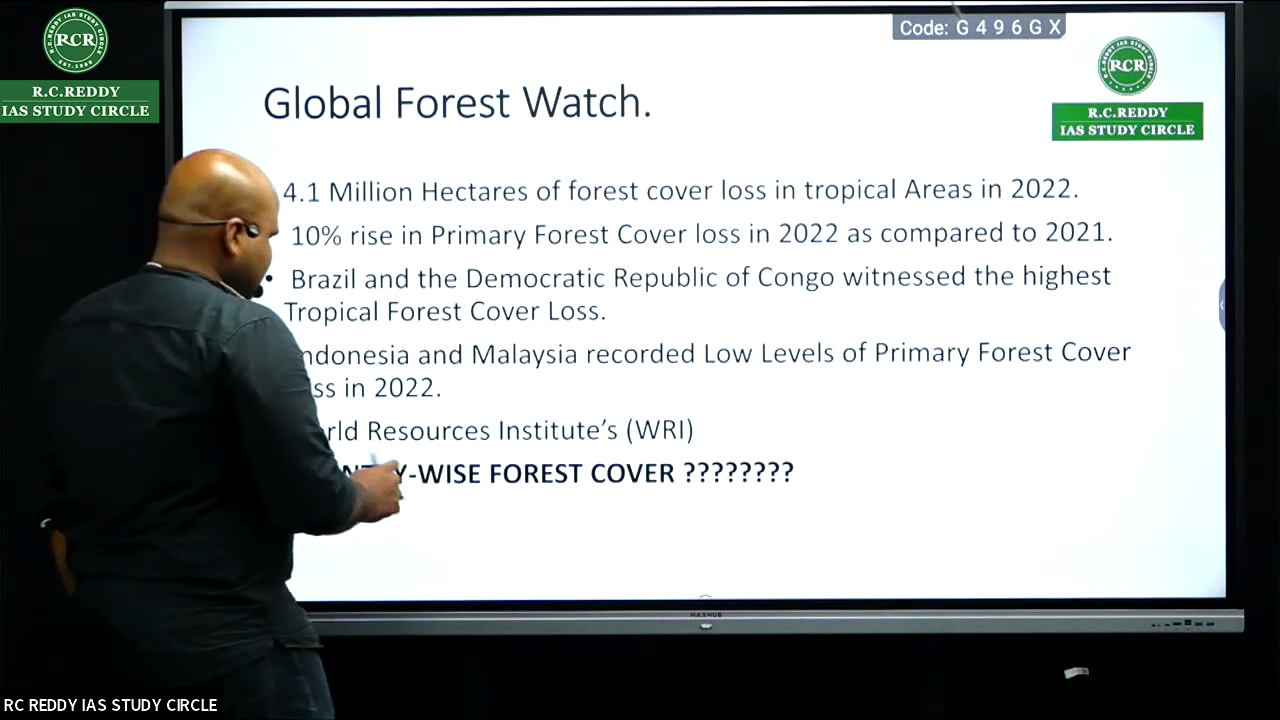 Code: G 4 9 6 G X
RCR
R.C.REDDY
IAS STUDY CIRCLE
Global Forest Watch.
RCR
R.C.REDDY
IAS STUDY CIRCLE
4.1 Million Hectares of forest cover loss in tropical Areas in 2022.
10% rise in Primary Forest Cover loss in 2022 as compared to 2021.
• Brazil and the Democratic Republic of Congo witnessed the highest
Tropical Forest Cover Loss.
ndonesia and Malaysia recorded Low Levels of Primary Forest Cover
ss in 2022.
rld Resources Institute's (WRI)
Y-WISE FOREST COVER ????????
MAXHUB
RC REDDY IAS STUDY CIRCLE